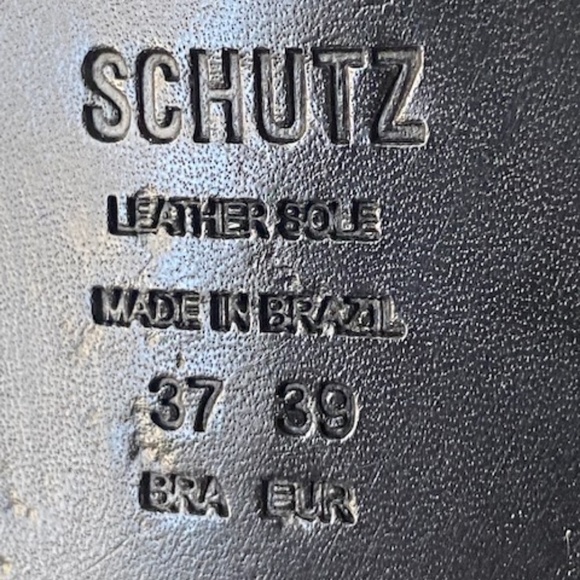 SCHUTZ
LEATHER SOLE
MADE IN BRAZIL
37 39
BRA EUR